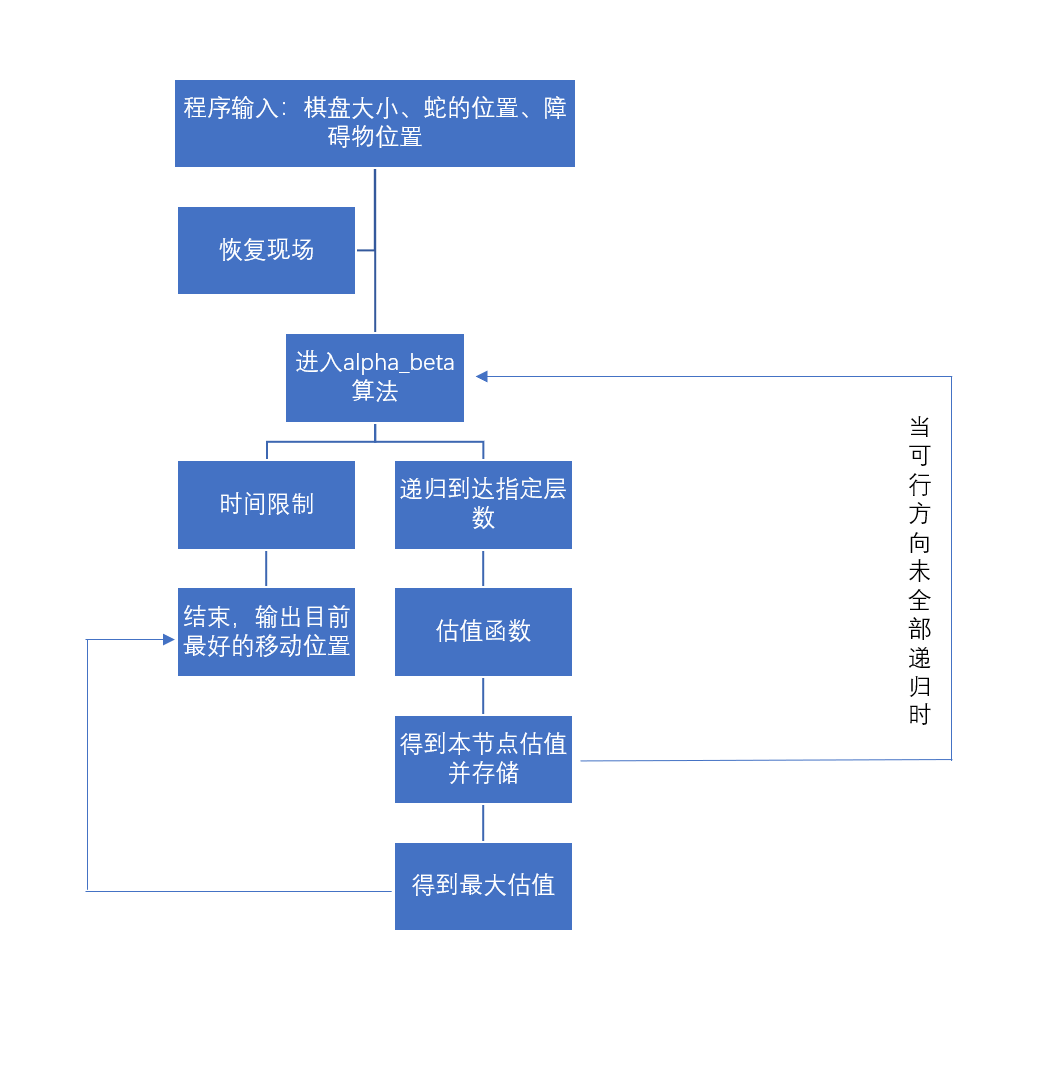 程序输入：棋盘大小、蛇的位置、障
碍物位置
恢复现场
进入alpha_beta
算法
时间限制
递归到达指定层
数
结束，输出目前
最好的移动位置
估值函数
得到本节点估值
并存储
得到最大估值
当
可
行
方
向
未
全
部
递
归
时